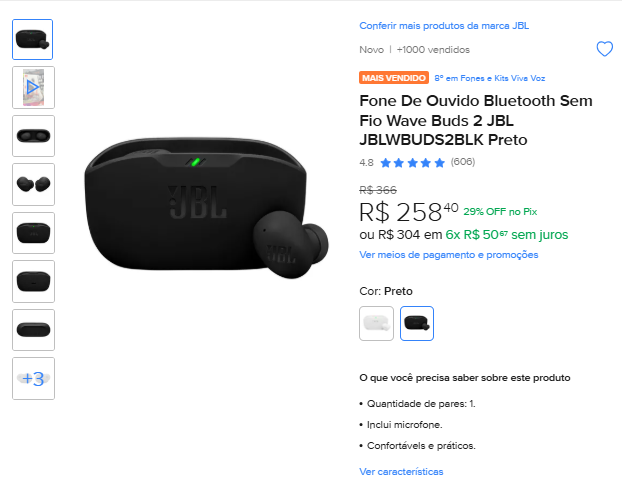 Conferir mais produtos da marca JBL
Novo | +1000 vendidos
MAIS VENDIDO 8º em Fones e Kits Viva Voz
Fone De Ouvido Bluetooth Sem
Fio Wave Buds 2 JBL
JBLWBUDS2BLK Preto
4.8 (606)
R$ 366
R$ 258 40 29% OFF no Pix
ou R$ 304 em 6x R$ 50 67 sem juros
Ver meios de pagamento e promoções
Cor: Preto
O que você precisa saber sobre este produto
• Quantidade de pares: 1.
• Inclui microfone.
• Confortáveis e práticos.
Ver características
JBL
JBL
+3